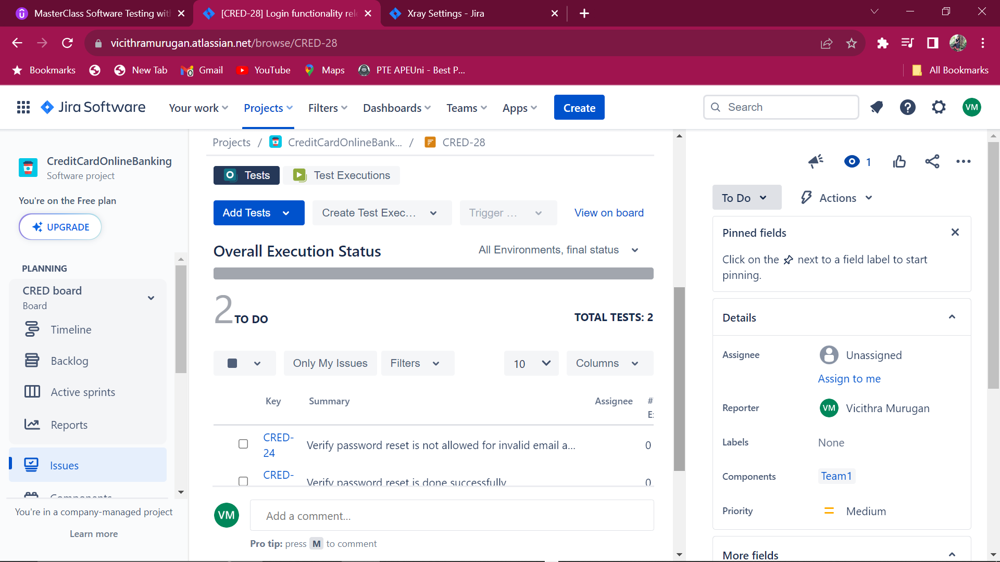 MasterClass Software Testing wit
[CRED-28] Login functionality rel
Xray Settings - Jira
vicithramurugan.atlassian.net/browse/CRED-28
Bookmarks
New Tab
Gmail
YouTube
Maps
PTE APEUni - Best P...
All Bookmarks
Jira Software
Your work
Projects
Filters
Dashboards
Teams
Apps
Create
Search
VM
CreditCardOnlineBanking
Software project
You're on the Free plan
UPGRADE
PLANNING
CRED board
Board
Timeline
Backlog
Active sprints
Reports
Issues
Components
You're in a company-managed project
Learn more
Projects / CreditCardOnlineBank... / CRED-28
Tests
Test Executions
Add Tests
Create Test Exec...
Trigger ...
View on board
Overall Execution Status
All Environments, final status
2 TO DO
TOTAL TESTS: 2
Only My Issues
Filters
10
Columns
Key
Summary
Assignee
#
E:
CRED-
24
Verify password reset is not allowed for invalid email a...
0
CRED-
Verify password reset is done successfully
0
VM
Add a comment...
Pro tip: press M to comment
1
To Do
Actions
Pinned fields
Click on the next to a field label to start
pinning.
Details
Assignee
Unassigned
Assign to me
Reporter
VM
Vicithra Murugan
Labels
None
Components
Team1
Priority
Medium
More fields